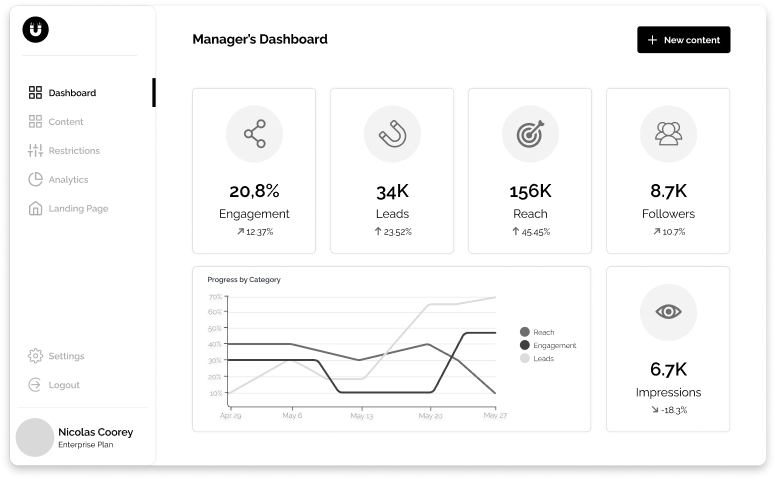 Dashboard
Content
Restrictions
Analytics
Landing Page
Settings
Logout
Nicolas Coorey
Enterprise Plan
Manager's Dashboard
+ New content
20,8%
Engagement
12.37%
34K
Leads
23.52%
156K
Reach
45.45%
8.7K
Followers
10.7%
Progress by Category
70%
60%
50%
40%
30%
20%
10%
Apr 29
May 6
May 13
May 20
May 27
Reach
Engagement
Leads
6.7K
Impressions
-18.3%